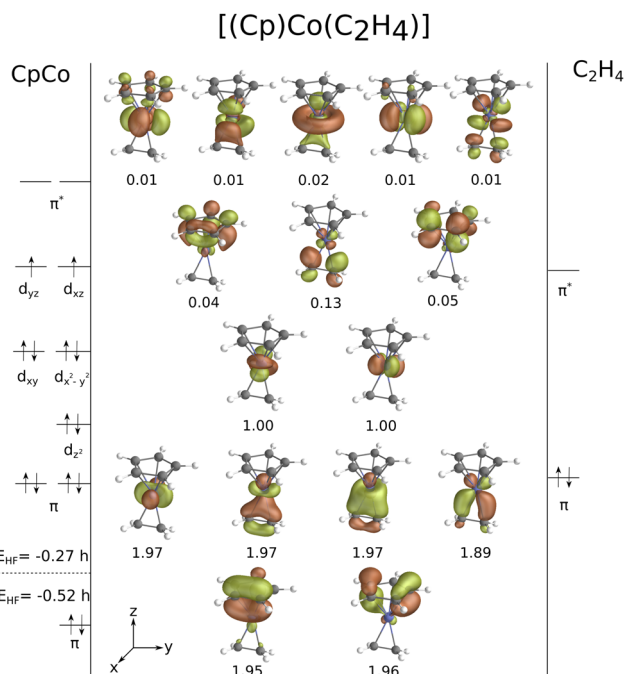 [(Cp)Co(C2H4)]
CpCo
C2H4
0.01 0.01 0.02 0.01 0.01
π*
0.04 0.13 0.05
dyz dxz
π*
dxy dx2-y2
1.00 1.00
dz2
π
π
1.97 1.97 1.97 1.89
EHF= -0.27 h
EHF= -0.52 h
z
y
x
π
1.95 1.96